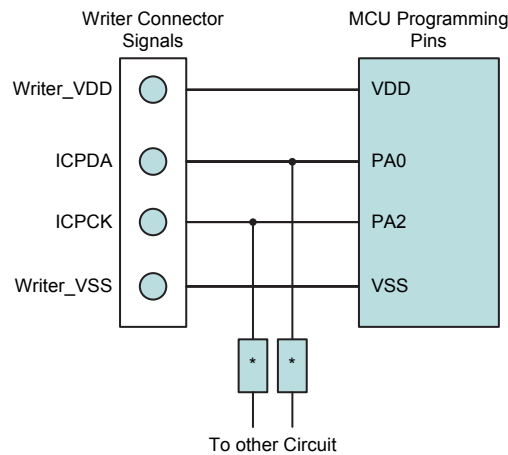 Writer Connector
Signals
MCU Programming
Pins
Writer_VDD
VDD
ICPDA
PA0
ICPCK
PA2
Writer_VSS
VSS
* *
To other Circuit